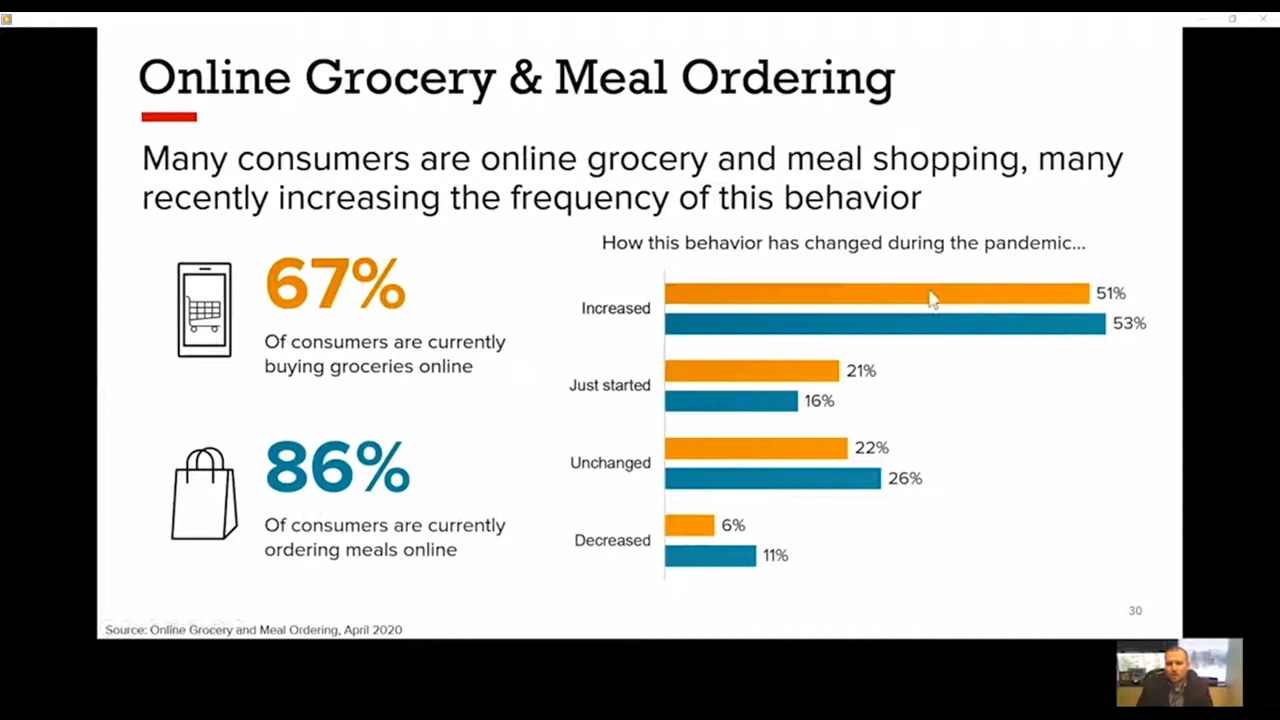 Online Grocery & Meal Ordering
Many consumers are online grocery and meal shopping, many
recently increasing the frequency of this behavior
67%
Of consumers are currently
buying groceries online
86%
Of consumers are currently
ordering meals online
How this behavior has changed during the pandemic...
Increased
51%
53%
Just started
21%
16%
Unchanged
22%
26%
Decreased
6%
11%
30
Source: Online Grocery and Meal Ordering, April 2020